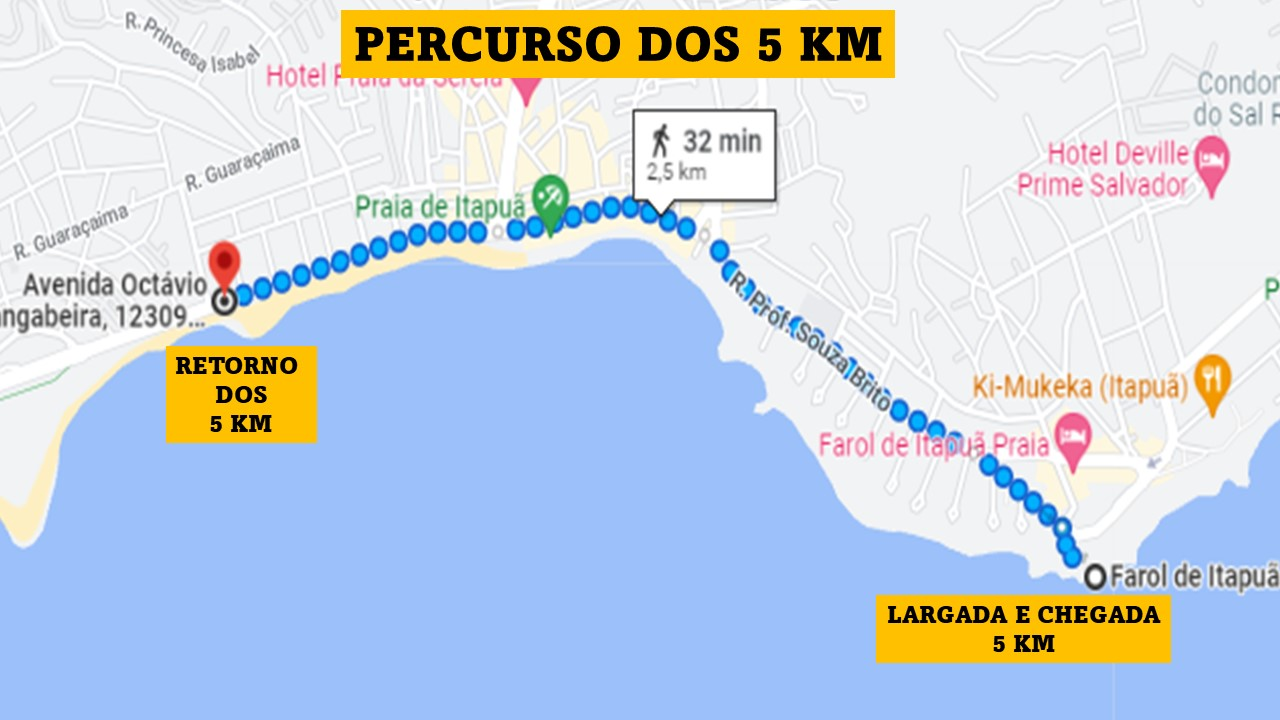 PERCURSO DOS 5 KM
R. Princesa Isabel
Hotel Praia da Sereia
32 min
2,5 km
Condor
do Sal R
Hotel Deville
Prime Salvador
R. Guaraçaima
Praia de Itapuã
R. Guaraçaima
Avenida Octávio
angabeira, 12309...
RETORNO
DOS
5 KM
R. Prof. Souza Brito
P
Ki-Mukeka (Itapuã)
Farol de Itapuã Praia
Farol de Itapuã
LARGADA E CHEGADA
5 KM